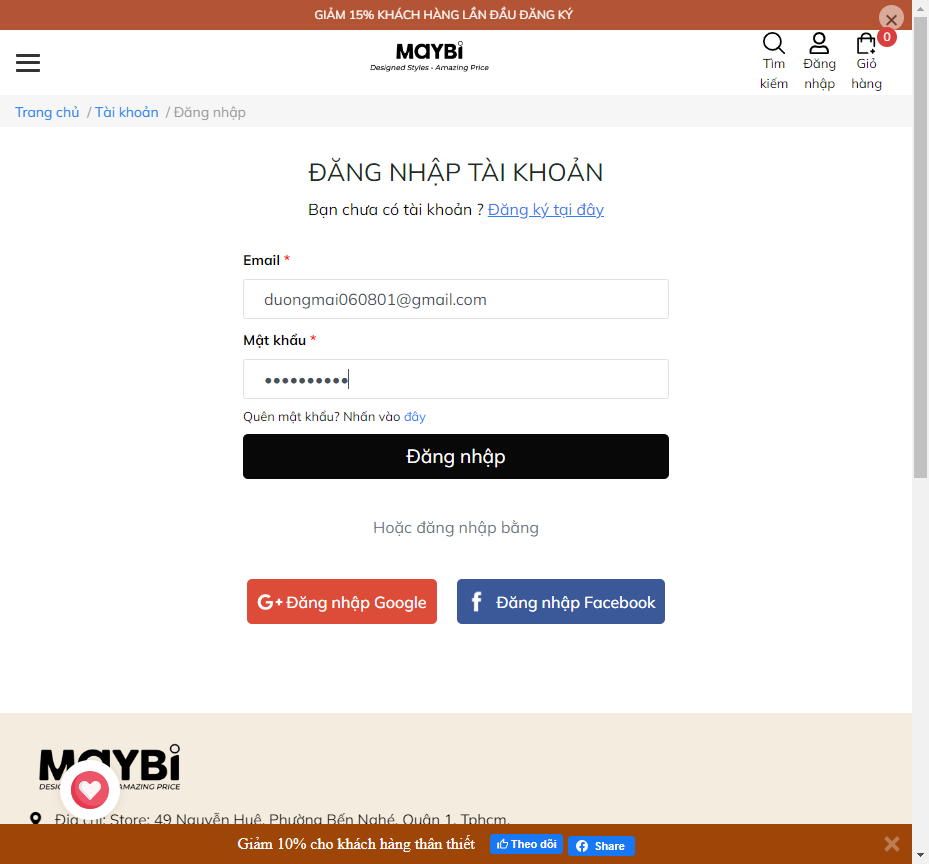 GIẢM 15% KHÁCH HÀNG LẦN ĐẦU ĐĂNG KÝ
MAYBI
Designed Styles - Amazing Price
Tìm kiếm
Đăng nhập
Giỏ hàng
0
Trang chủ / Tài khoản / Đăng nhập
ĐĂNG NHẬP TÀI KHOẢN
Bạn chưa có tài khoản ? Đăng ký tại đây
Email *
duongmai060801@gmail.com
Mật khẩu *
••••••••••
Quên mật khẩu? Nhấn vào đây
Đăng nhập
Hoặc đăng nhập bằng
G+ Đăng nhập Google
f Đăng nhập Facebook
MAYBI
AMAZING PRICE
Địa chỉ: Store: 49 Nguyễn Huệ, Phường Bến Nghé, Quận 1, Tphcm.
Giảm 10% cho khách hàng thân thiết
Theo dõi
Share